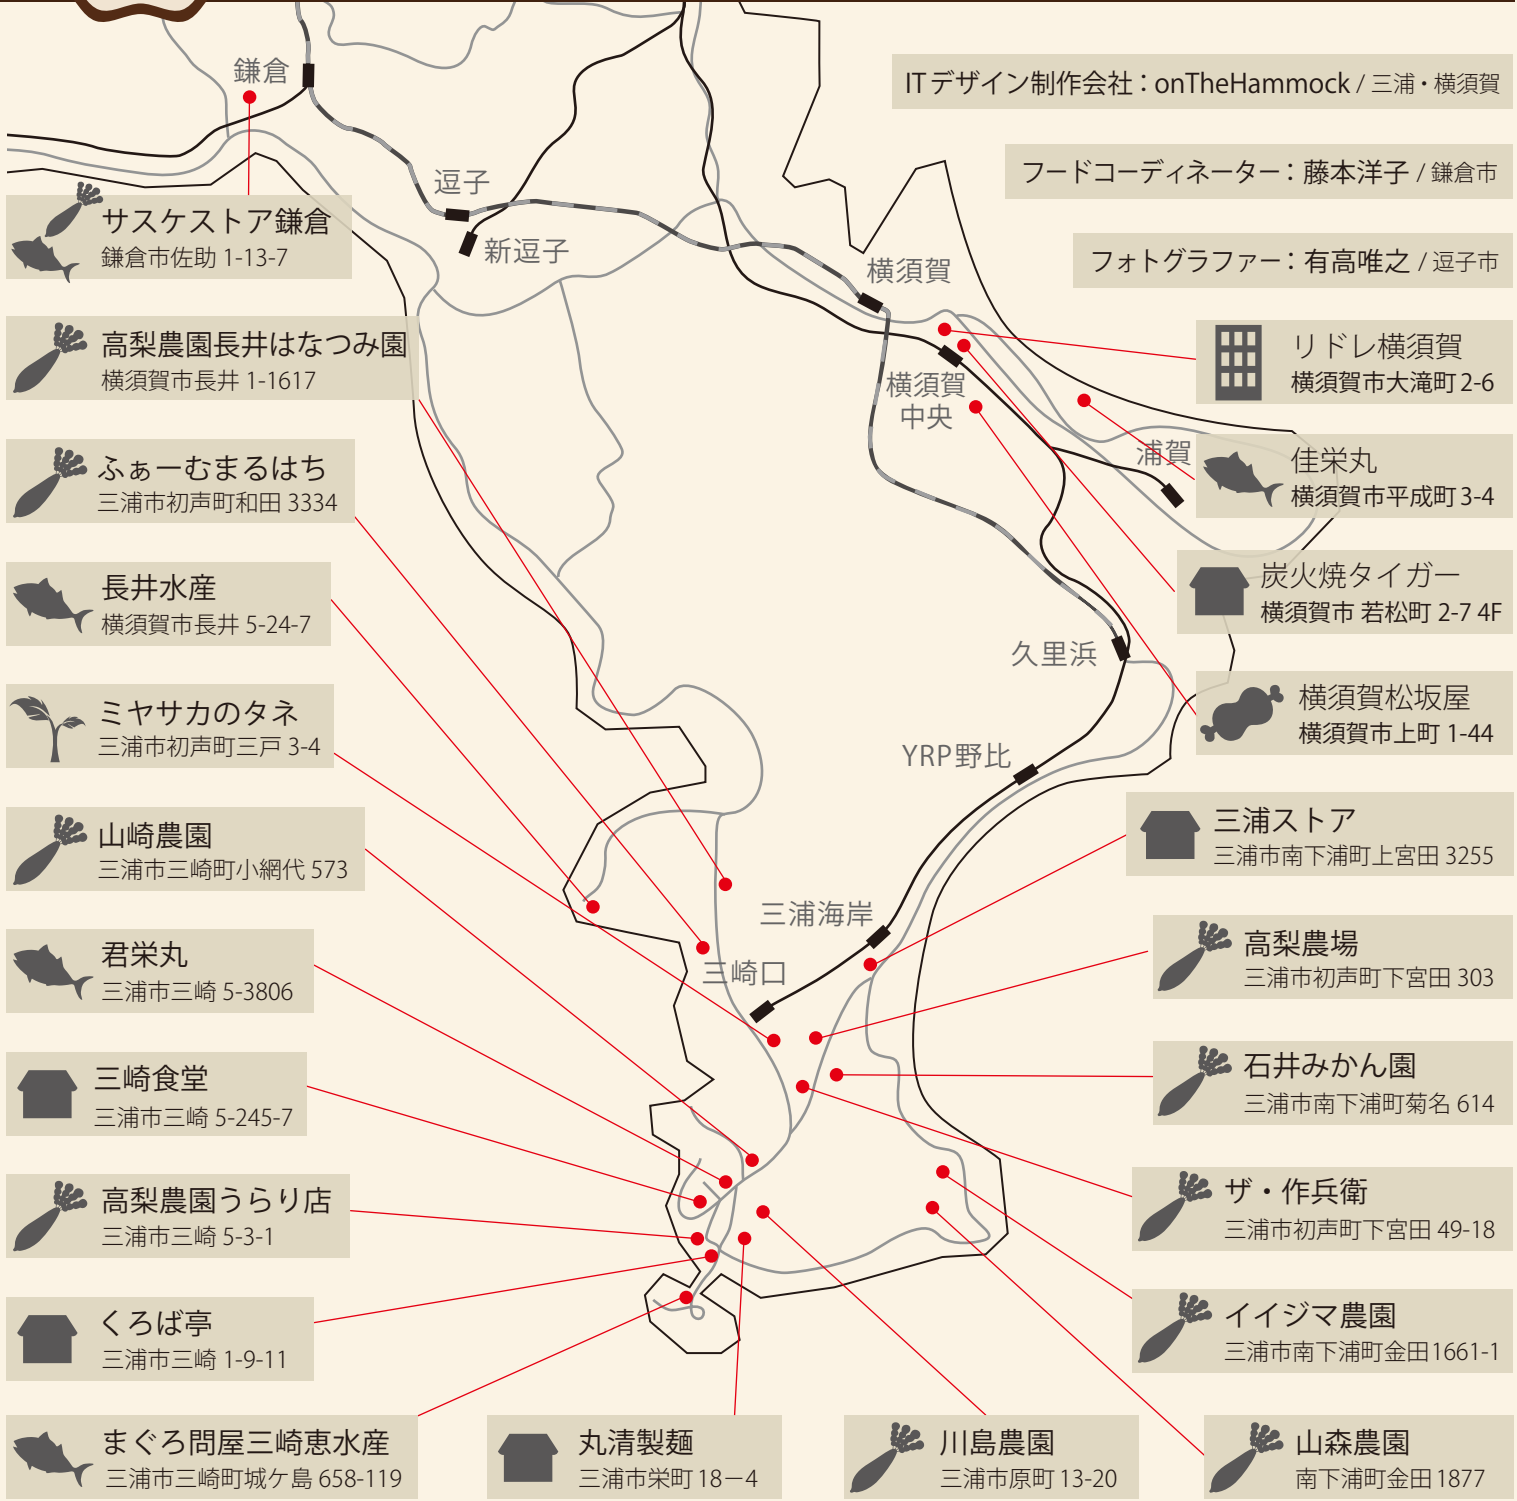 鎌倉
逗子
新逗子
横須賀
横須賀
中央
浦賀
久里浜
YRP野比
三浦海岸
三崎口
ITデザイン制作会社：onTheHammock / 三浦・横須賀
フードコーディネーター：藤本洋子 / 鎌倉市
フォトグラファー：有高唯之 / 逗子市
サスケストア鎌倉
鎌倉市佐助 1-13-7
高梨農園長井はなつみ園
横須賀市長井 1-1617
ふぁーむまるはち
三浦市初声町和田 3334
長井水産
横須賀市長井 5-24-7
ミヤサカのタネ
三浦市初声町三戸 3-4
山崎農園
三浦市三崎町小網代 573
君栄丸
三浦市三崎 5-3806
三崎食堂
三浦市三崎 5-245-7
高梨農園うらり店
三浦市三崎 5-3-1
くろば亭
三浦市三崎 1-9-11
まぐろ問屋三崎恵水産
三浦市三崎町城ケ島 658-119
丸清製麺
三浦市栄町 18－4
川島農園
三浦市原町 13-20
山森農園
南下浦町金田 1877
リドレ横須賀
横須賀市大滝町 2-6
佳栄丸
横須賀市平成町 3-4
炭火焼タイガー
横須賀市 若松町 2-7 4F
横須賀松坂屋
横須賀市上町 1-44
三浦ストア
三浦市南下浦町上宮田 3255
高梨農場
三浦市初声町下宮田 303
石井みかん園
三浦市南下浦町菊名 614
ザ・作兵衛
三浦市初声町下宮田 49-18
イイジマ農園
三浦市南下浦町金田1661-1